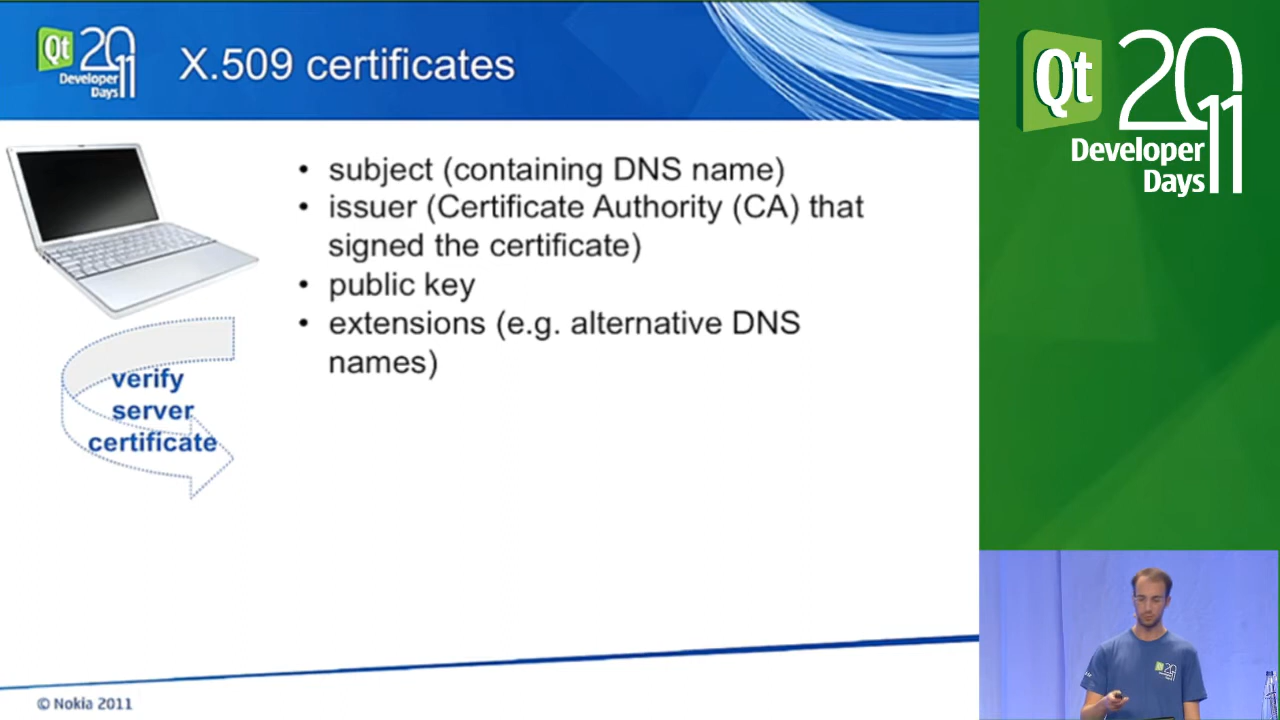 Qt 2011
Developer
Days
X.509 certificates
• subject (containing DNS name)
• issuer (Certificate Authority (CA) that
signed the certificate)
• public key
• extensions (e.g. alternative DNS
names)
verify
server
certificate
© Nokia 2011
Qt 2011
Developer
Days